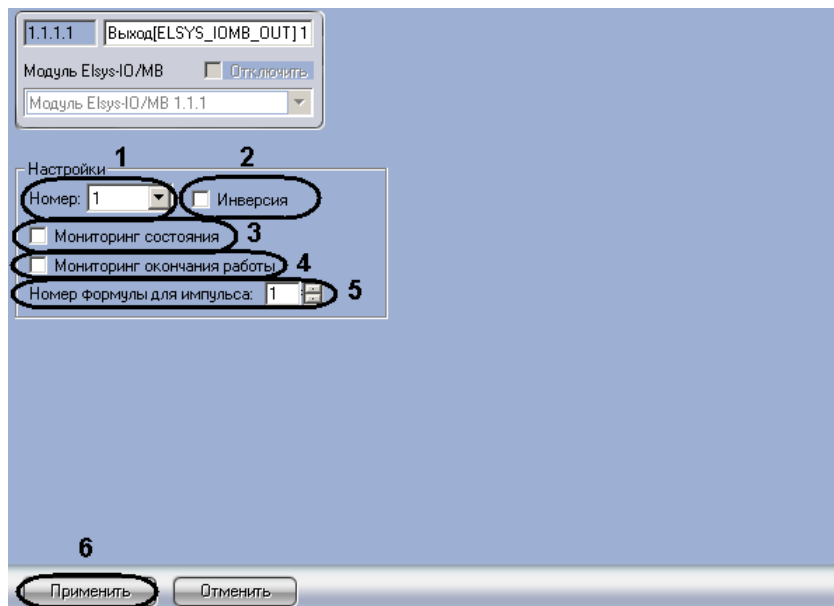 1.1.1.1 Выход[ELSYS_IOMB_OUT] 1
Модуль Elsys-IO/MB Отключить
Модуль Elsys-IO/MB 1.1.1
1 2
Настройки
Номер: 1 Инверсия
Мониторинг состояния 3
Мониторинг окончания работы 4
Номер формулы для импульса: 1 5
6
Применить Отменить